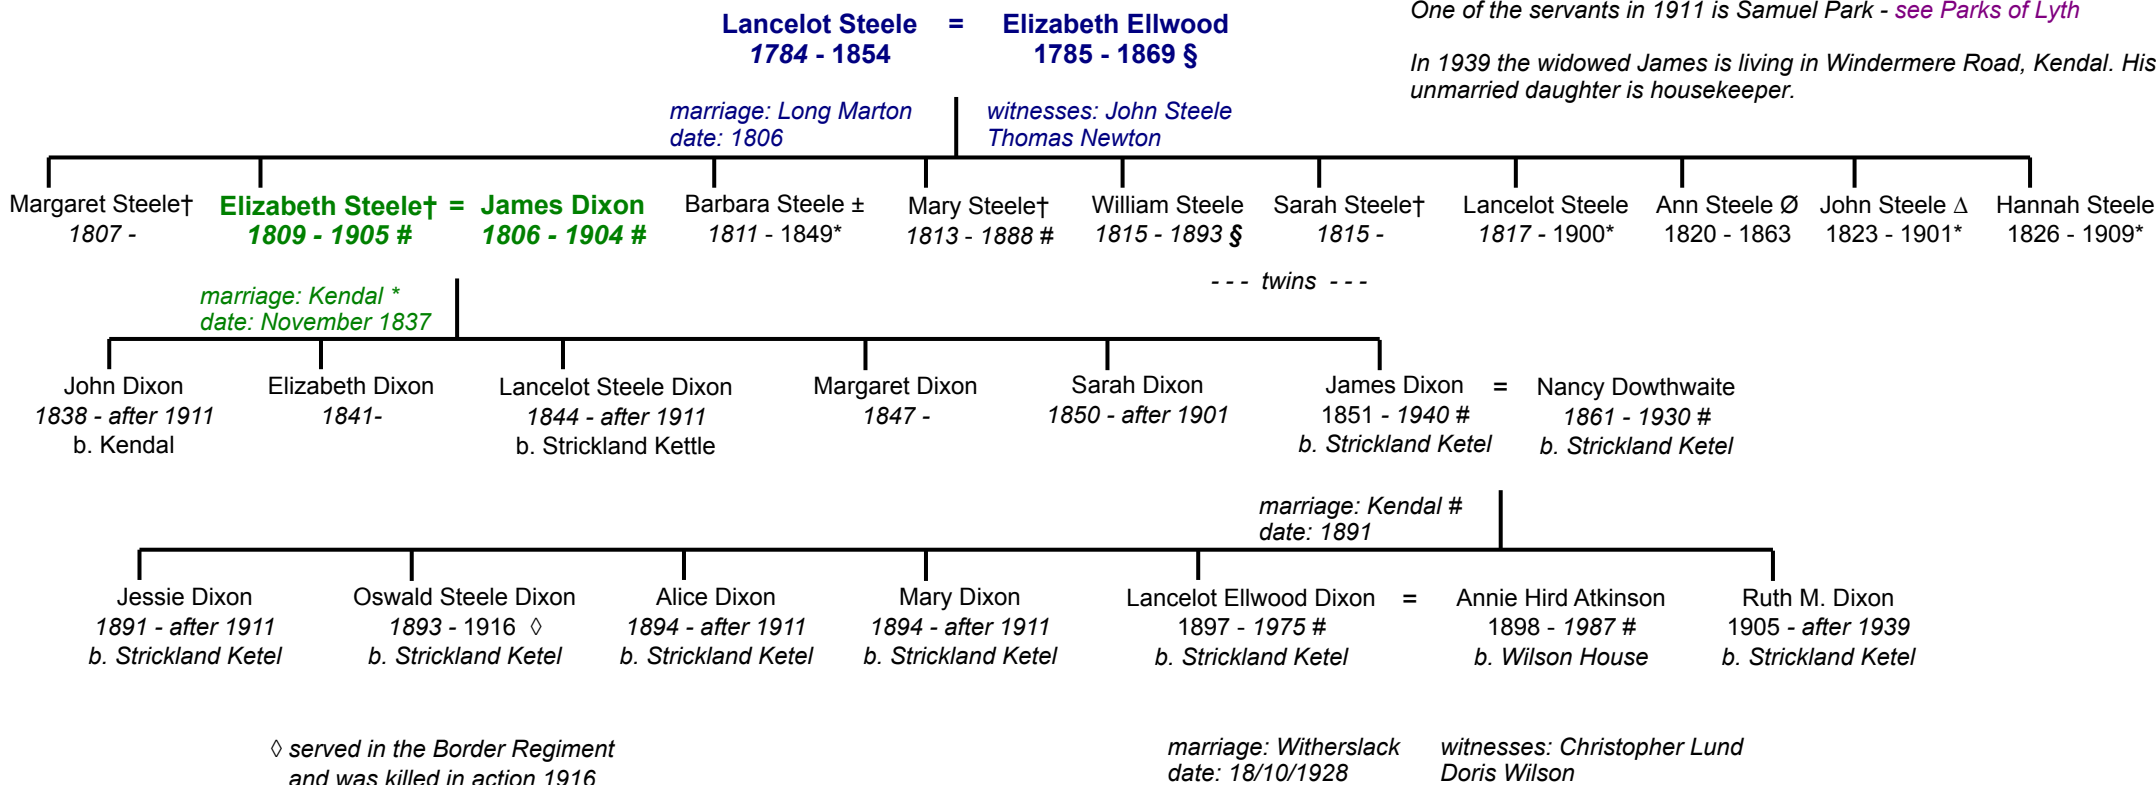 One of the servants in 1911 is Samuel Park - see Parks of Lyth
In 1939 the widowed James is living in Windermere Road, Kendal. His
unmarried daughter is housekeeper.
Lancelot Steele = Elizabeth Ellwood
1784 - 1854 1785 - 1869 §
marriage: Long Marton witnesses: John Steele
date: 1806 Thomas Newton
Margaret Steele† Elizabeth Steele† = James Dixon Barbara Steele ± Mary Steele† William Steele Sarah Steele† Lancelot Steele Ann Steele Ø John Steele Δ Hannah Steele
1807 - 1809 - 1905 # 1806 - 1904 # 1811 - 1849* 1813 - 1888 # 1815 - 1893 § 1815 - 1817 - 1900* 1820 - 1863 1823 - 1901* 1826 - 1909*
- - - twins - - -
marriage: Kendal *
date: November 1837
John Dixon Elizabeth Dixon Lancelot Steele Dixon Margaret Dixon Sarah Dixon James Dixon = Nancy Dowthwaite
1838 - after 1911 1841- 1844 - after 1911 1847 - 1850 - after 1901 1851 - 1940 # 1861 - 1930 #
b. Kendal b. Strickland Kettle b. Strickland Ketel b. Strickland Ketel
marriage: Kendal #
date: 1891
Jessie Dixon Oswald Steele Dixon Alice Dixon Mary Dixon Lancelot Ellwood Dixon = Annie Hird Atkinson Ruth M. Dixon
1891 - after 1911 1893 - 1916 ◊ 1894 - after 1911 1894 - after 1911 1897 - 1975 # 1898 - 1987 # 1905 - after 1939
b. Strickland Ketel b. Strickland Ketel b. Strickland Ketel b. Strickland Ketel b. Strickland Ketel b. Wilson House b. Strickland Ketel
◊ served in the Border Regiment
and was killed in action 1916
marriage: Witherslack witnesses: Christopher Lund
date: 18/10/1928 Doris Wilson